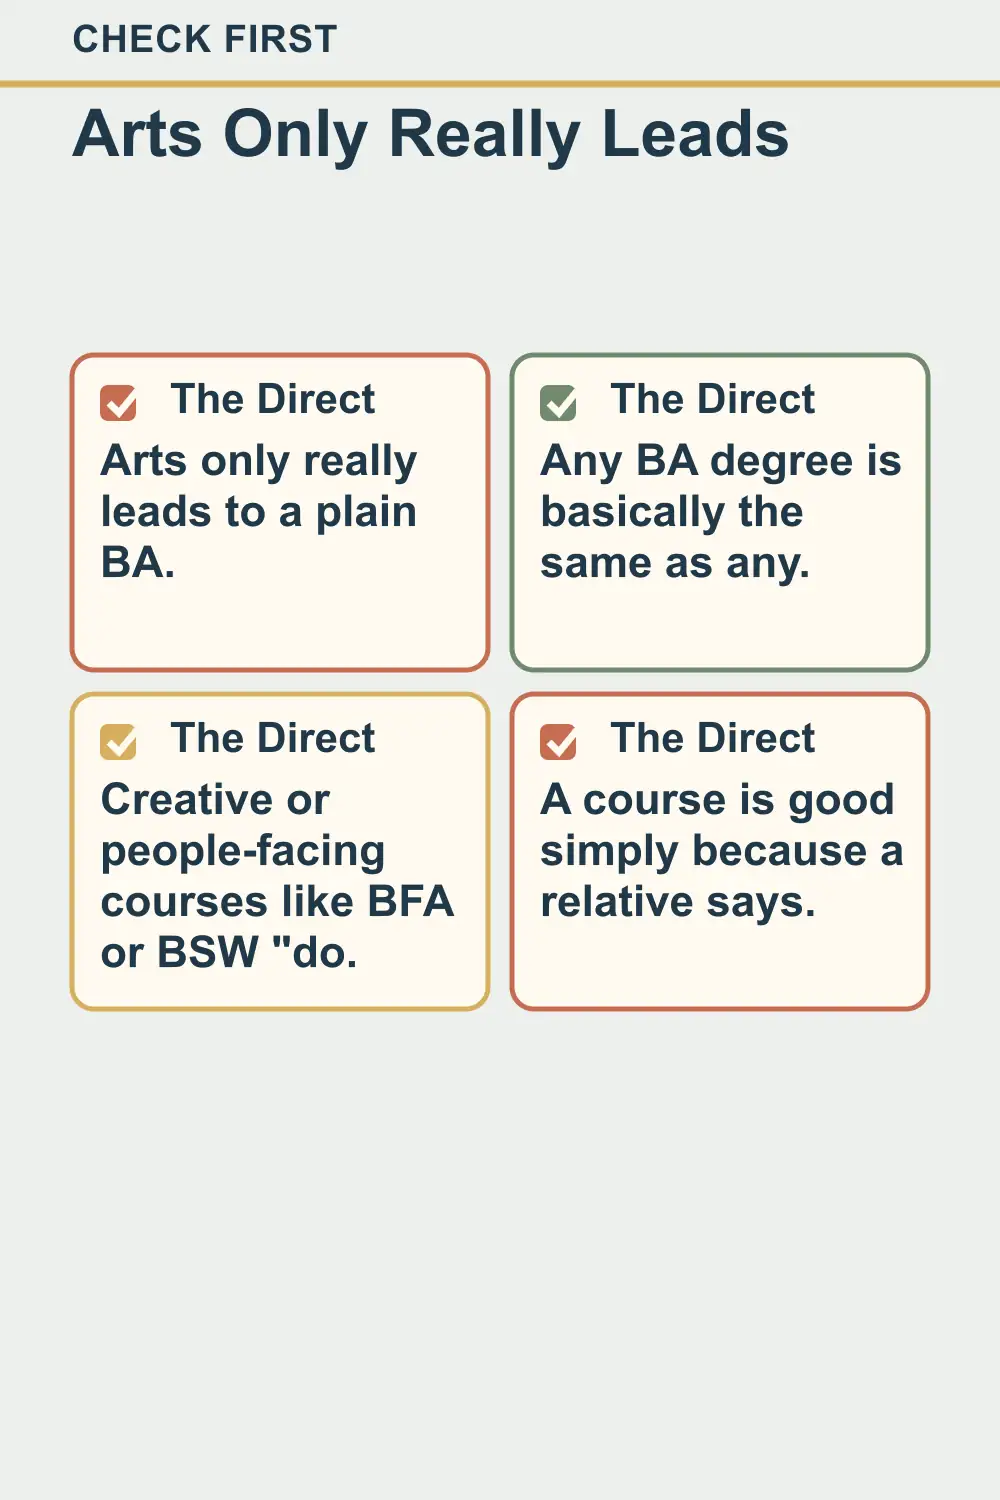 CHECK FIRST
Arts Only Really Leads
The Direct
Arts only really
leads to a plain
BA.
The Direct
Any BA degree is
basically the
same as any.
The Direct
Creative or
people-facing
courses like BFA
or BSW "do.
The Direct
A course is good
simply because a
relative says.